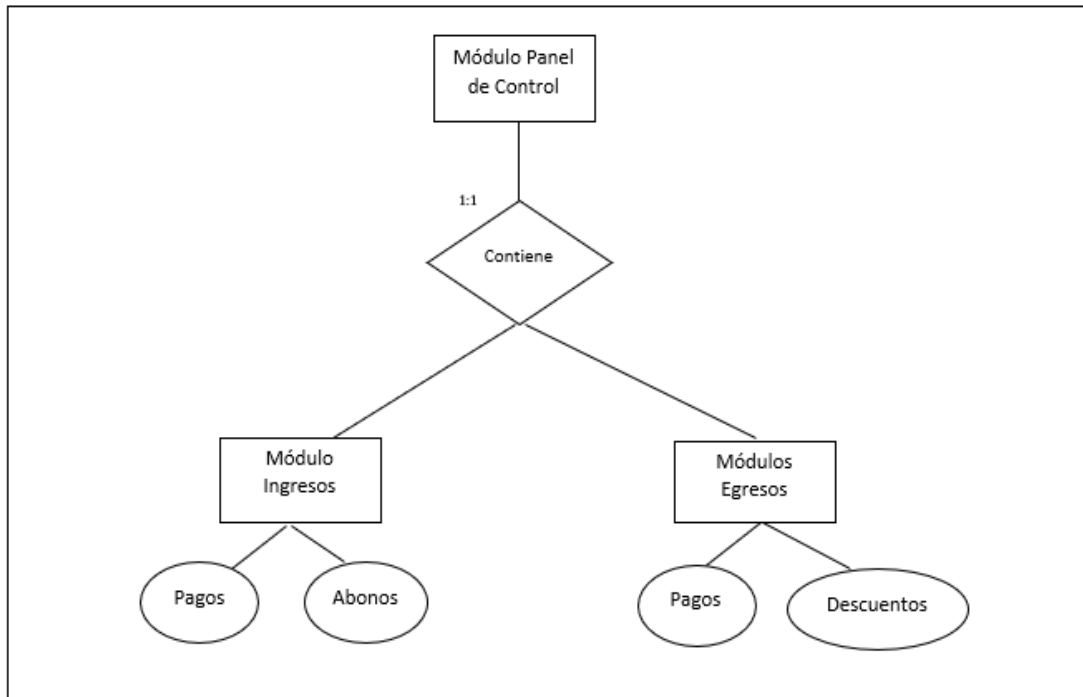 Módulo Panel
de Control
1:1
Contiene
Módulo
Ingresos
Módulos
Egresos
Pagos
Abonos
Pagos
Descuentos